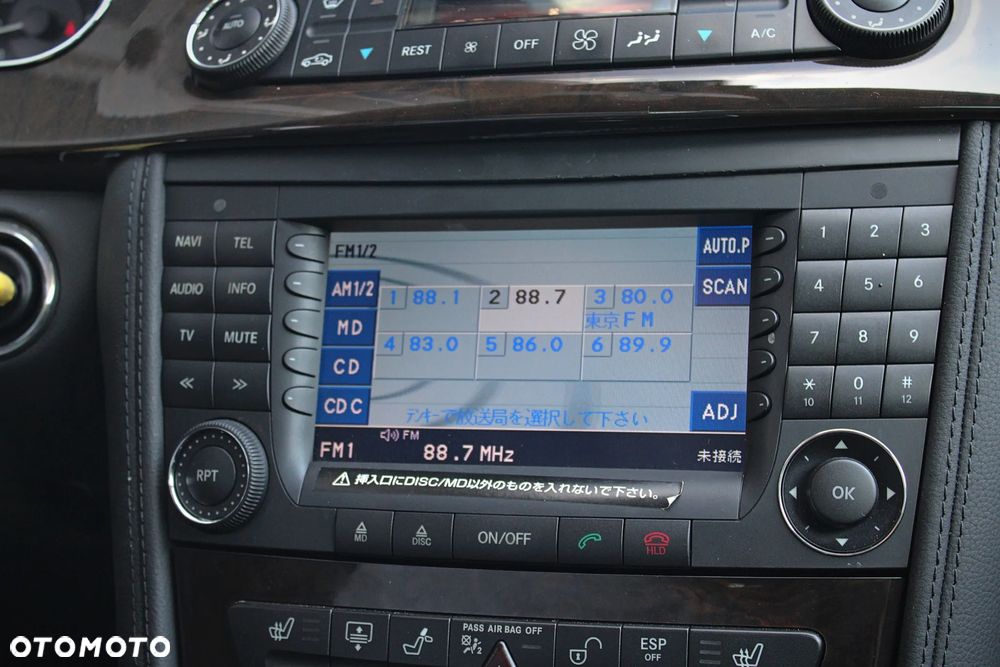 AUTO
REST
OFF
A/C
NAVI TEL
AUDIO INFO
TV MUTE
RPT
FM1/2
AM1/2
MD
CD
CDC
AUTO.P
SCAN
ADJ
1 88.1 2 88.7 3 80.0
東京FM
4 83.0 5 86.0 6 89.9
テンキーで放送局を選択して下さい
FM
FM1 88.7 MHz 未接続
⚠ 挿入口にDISC/MD以外のものを入れないで下さい。
1 2 3
4 5 6
7 8 9
* 0 #
10 11 12
OK
MD
DISC
ON/OFF
HLD
PASS AIR BAG OFF
ESP
OFF
OTOMOTO